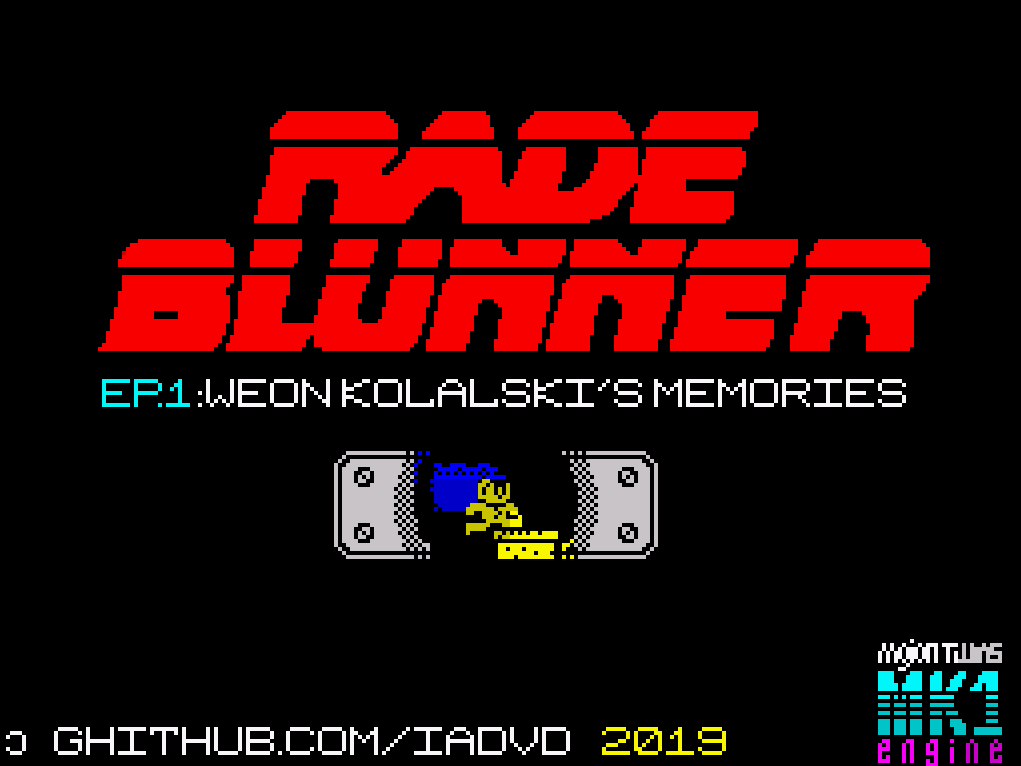 RADE
BLUNNER
EP.1:WEON KOLALSKI'S MEMORIES
mojon Twins
MK1
engine
GHITHUB.COM/IADVD 2019